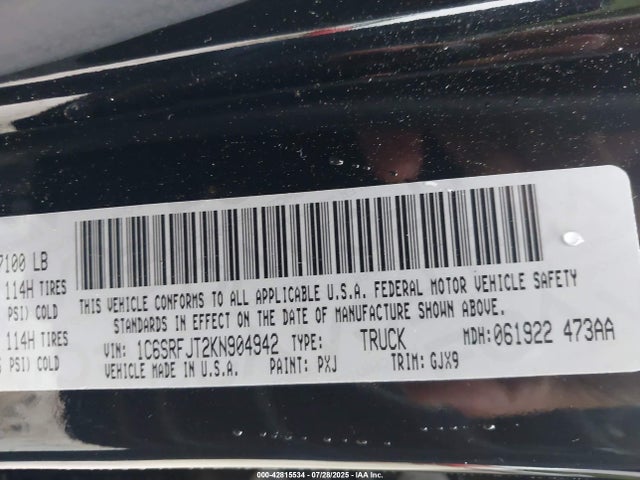 7100 LB
114H TIRES
PSI) COLD
114H TIRES
PSI) COLD
THIS VEHICLE CONFORMS TO ALL APPLICABLE U.S.A. FEDERAL MOTOR VEHICLE SAFETY
STANDARDS IN EFFECT ON THE DATE OF MANUFACTURE SHOWN ABOVE.
VIN: 1C6SRFJT2KN904942 TYPE: TRUCK MDH:061922 473AA
VEHICLE MADE IN U.S.A. PAINT: PXJ TRIM: GJX9
000-42815534 | 07/28/2025 | IAA Inc.